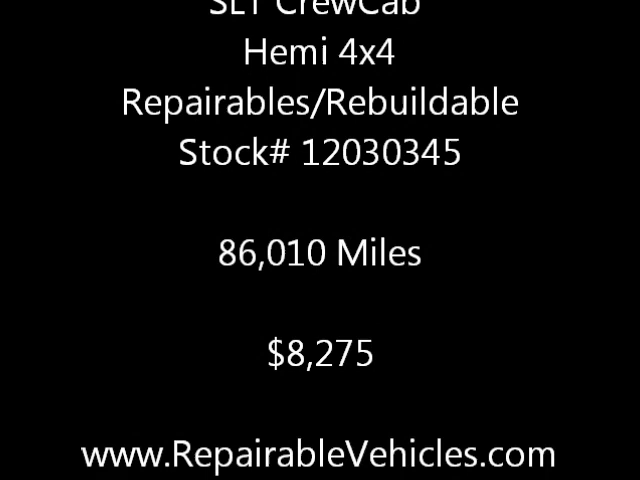 SLT CrewCab
Hemi 4x4
Repairables/Rebuildable
Stock# 12030345
86,010 Miles
$8,275
www.RepairableVehicles.com